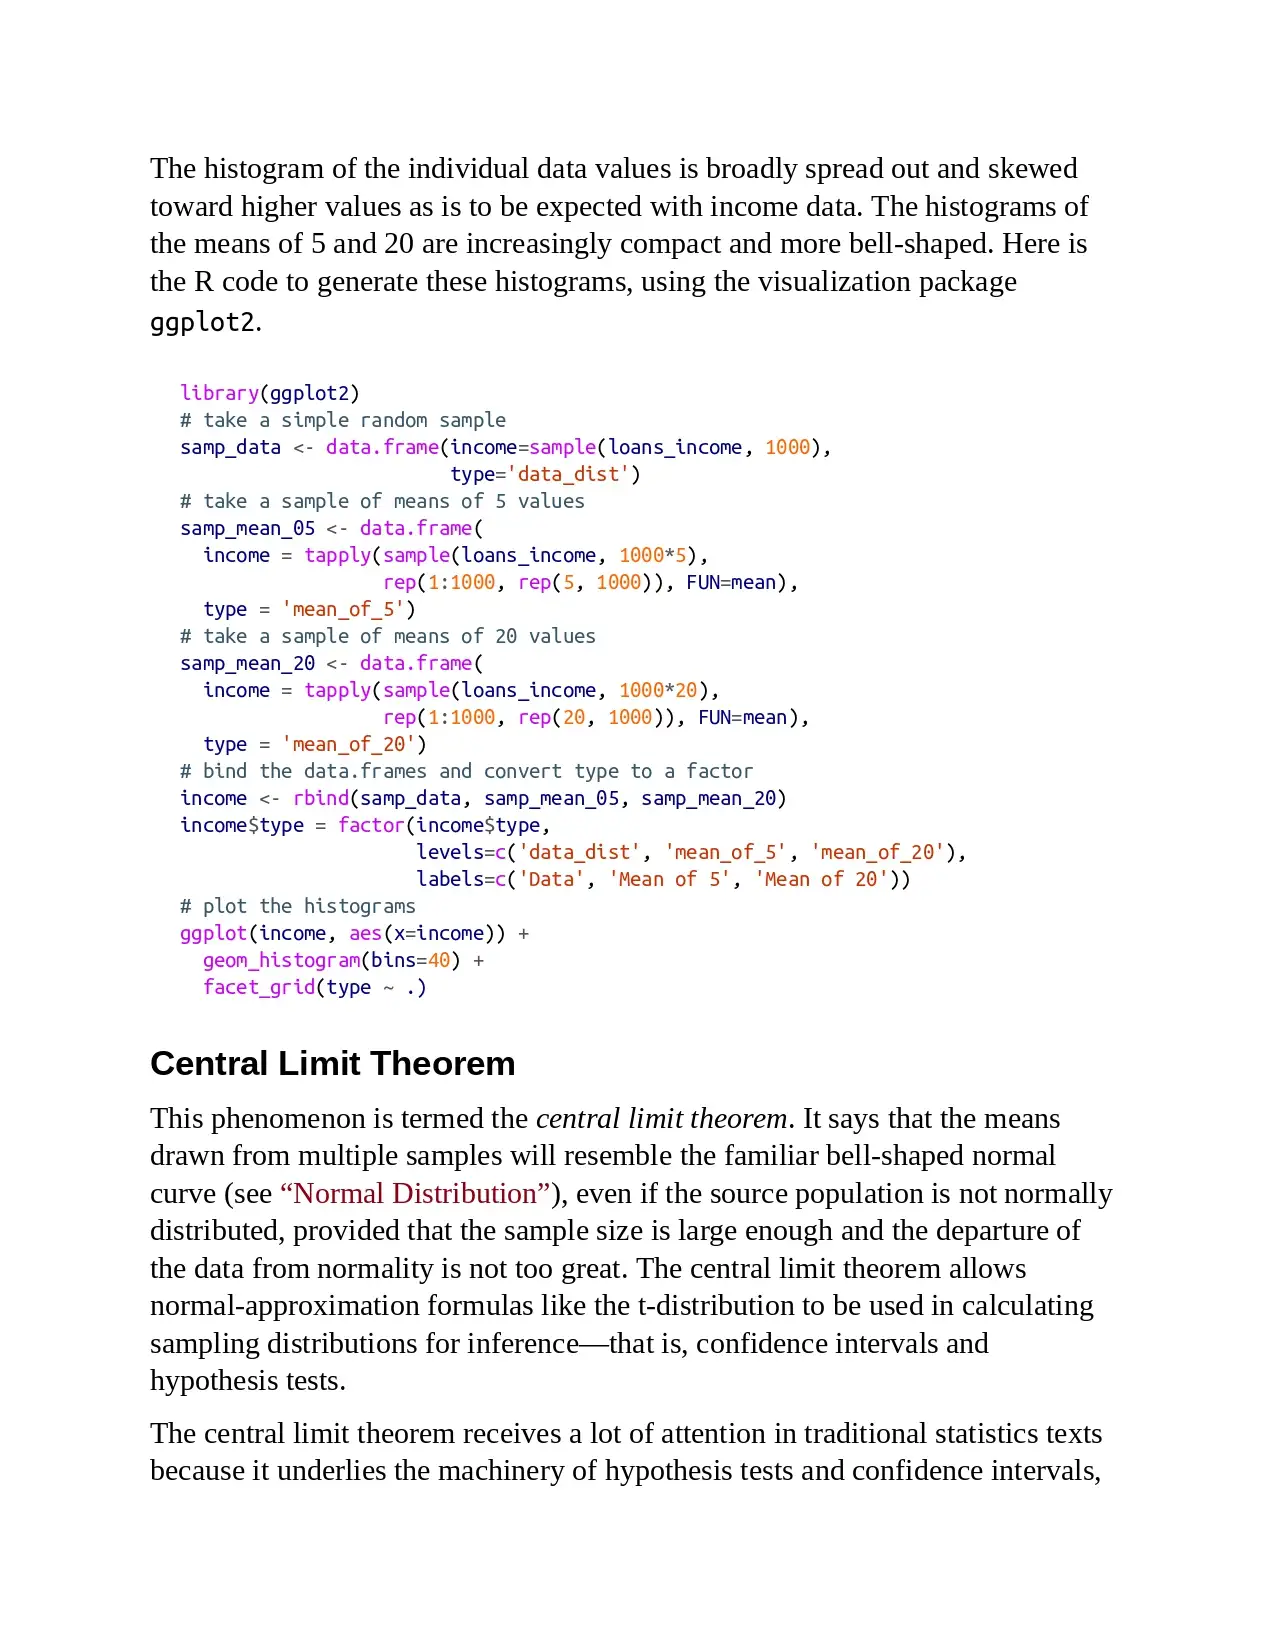 The histogram of the individual data values is broadly spread out and skewed
toward higher values as is to be expected with income data. The histograms of
the means of 5 and 20 are increasingly compact and more bell-shaped. Here is
the R code to generate these histograms, using the visualization package
ggplot2.
library(ggplot2)
# take a simple random sample
samp_data <- data.frame(income=sample(loans_income, 1000),
                        type='data_dist')
# take a sample of means of 5 values
samp_mean_05 <- data.frame(
  income = tapply(sample(loans_income, 1000*5),
                  rep(1:1000, rep(5, 1000)), FUN=mean),
  type = 'mean_of_5')
# take a sample of means of 20 values
samp_mean_20 <- data.frame(
  income = tapply(sample(loans_income, 1000*20),
                  rep(1:1000, rep(20, 1000)), FUN=mean),
  type = 'mean_of_20')
# bind the data.frames and convert type to a factor
income <- rbind(samp_data, samp_mean_05, samp_mean_20)
income$type = factor(income$type,
                     levels=c('data_dist', 'mean_of_5', 'mean_of_20'),
                     labels=c('Data', 'Mean of 5', 'Mean of 20'))
# plot the histograms
ggplot(income, aes(x=income)) +
  geom_histogram(bins=40) +
  facet_grid(type ~ .)
Central Limit Theorem
This phenomenon is termed the central limit theorem. It says that the means
drawn from multiple samples will resemble the familiar bell-shaped normal
curve (see “Normal Distribution”), even if the source population is not normally
distributed, provided that the sample size is large enough and the departure of
the data from normality is not too great. The central limit theorem allows
normal-approximation formulas like the t-distribution to be used in calculating
sampling distributions for inference—that is, confidence intervals and
hypothesis tests.
The central limit theorem receives a lot of attention in traditional statistics texts
because it underlies the machinery of hypothesis tests and confidence intervals,